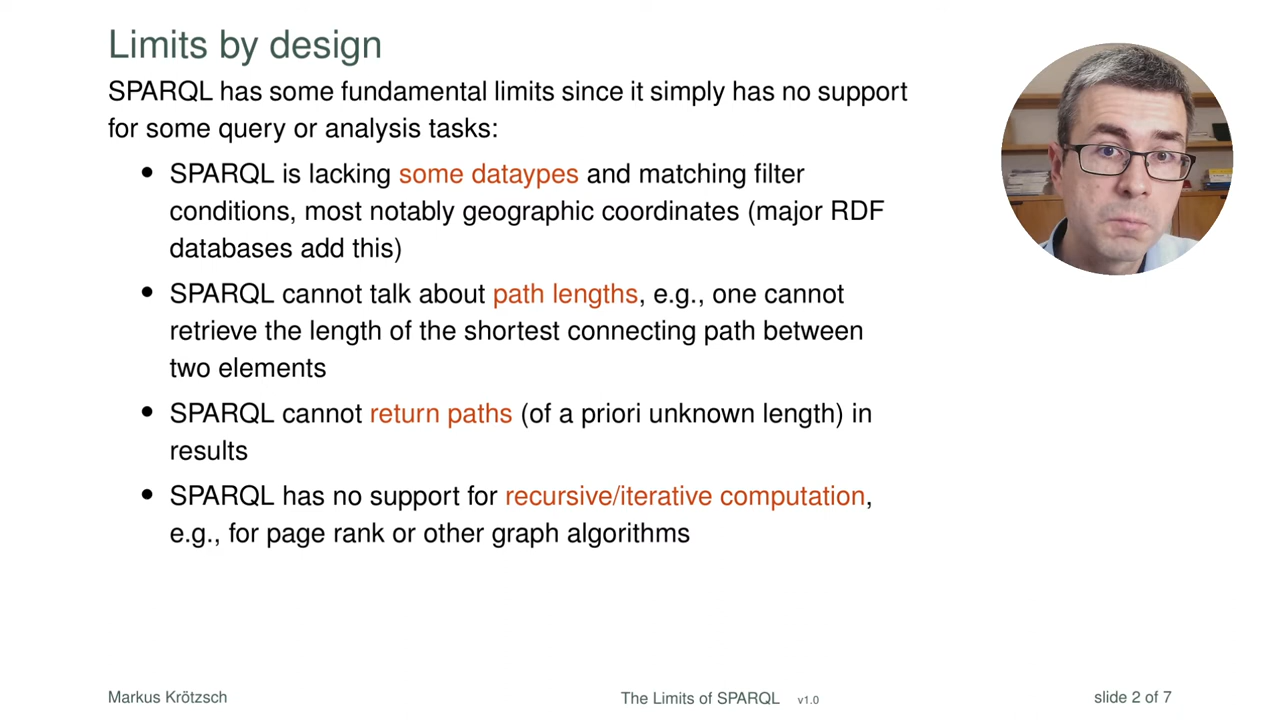 Limits by design
SPARQL has some fundamental limits since it simply has no support
for some query or analysis tasks:
• SPARQL is lacking some dataypes and matching filter
conditions, most notably geographic coordinates (major RDF
databases add this)
• SPARQL cannot talk about path lengths, e.g., one cannot
retrieve the length of the shortest connecting path between
two elements
• SPARQL cannot return paths (of a priori unknown length) in
results
• SPARQL has no support for recursive/iterative computation,
e.g., for page rank or other graph algorithms
Markus Krötzsch The Limits of SPARQL v1.0 slide 2 of 7